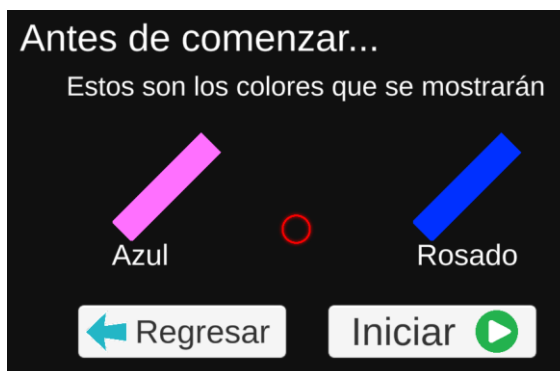 Antes de comenzar...
Estos son los colores que se mostrarán
Azul Rosado
Regresar Iniciar